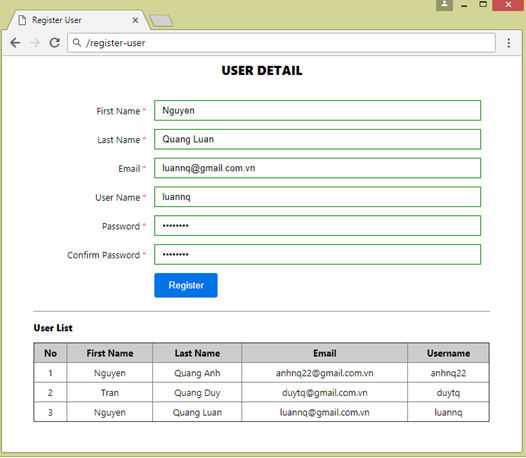 Register User
/register-user
USER DETAIL
First Name * Nguyen
Last Name * Quang Luan
Email * luannq@gmail.com.vn
User Name * luannq
Password * ••••••••
Confirm Password * ••••••••
Register
User List
No First Name Last Name Email Username
1 Nguyen Quang Anh anhnq22@gmail.com.vn anhnq22
2 Tran Quang Duy duytq@gmail.com.vn duytq
3 Nguyen Quang Luan luannq@gmail.com.vn luannq